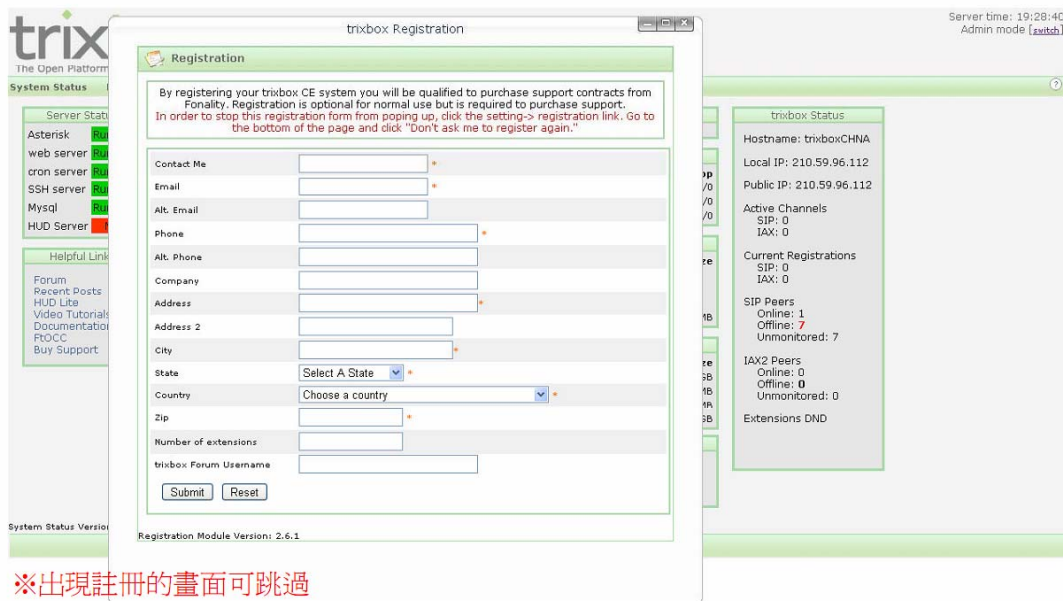 trix
The Open Platform
Server time: 19:28:40
Admin mode [switch]
System Status
trixbox Registration
Registration
By registering your trixbox CE system you will be qualified to purchase support contracts from
Fonality. Registration is optional for normal use but is required to purchase support.
In order to stop this registration form from poping up, click the setting-> registration link. Go to
the bottom of the page and click "Don't ask me to register again."
Contact Me *
Email *
Alt. Email
Phone *
Alt. Phone
Company
Address *
Address 2
City *
State Select A State *
Country Choose a country *
Zip *
Number of extensions
trixbox Forum Username
Submit Reset
Registration Module Version: 2.6.1
Server Statu
Asterisk Ru
web server Ru
cron server Ru
SSH server Ru
Mysql Ru
HUD Server
Helpful Link
Forum
Recent Posts
HUD Lite
Video Tutorials
Documentation
FtOCC
Buy Support
System Status Versio
trixbox Status
Hostname: trixboxCHNA
Local IP: 210.59.96.112
Public IP: 210.59.96.112
Active Channels
SIP: 0
IAX: 0
Current Registrations
SIP: 0
IAX: 0
SIP Peers
Online: 1
Offline: 7
Unmonitored: 7
IAX2 Peers
Online: 0
Offline: 0
Unmonitored: 0
Extensions DND
※出現註冊的畫面可跳過